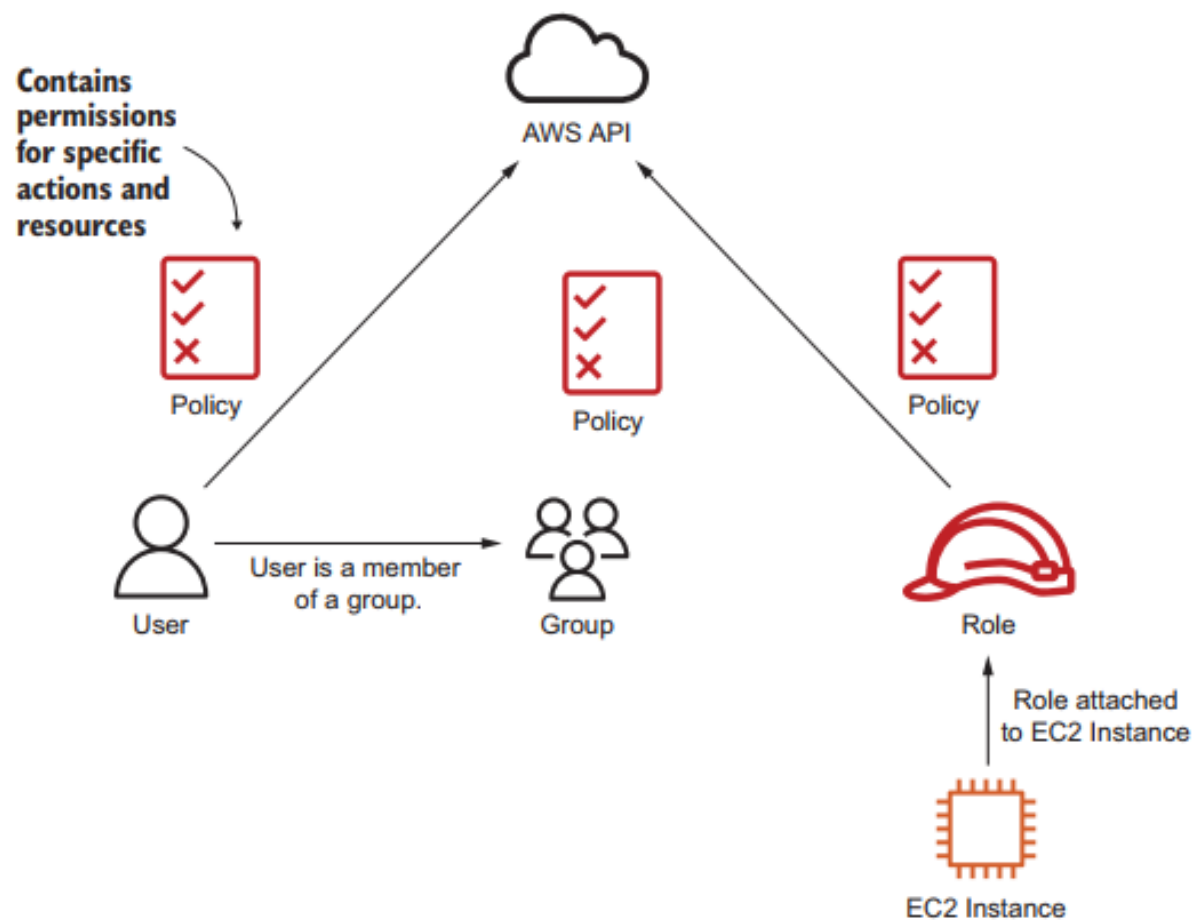 AWS API
Contains
permissions
for specific
actions and
resources
Policy
Policy
Policy
User is a member
of a group.
User
Group
Role
Role attached
to EC2 Instance
EC2 Instance